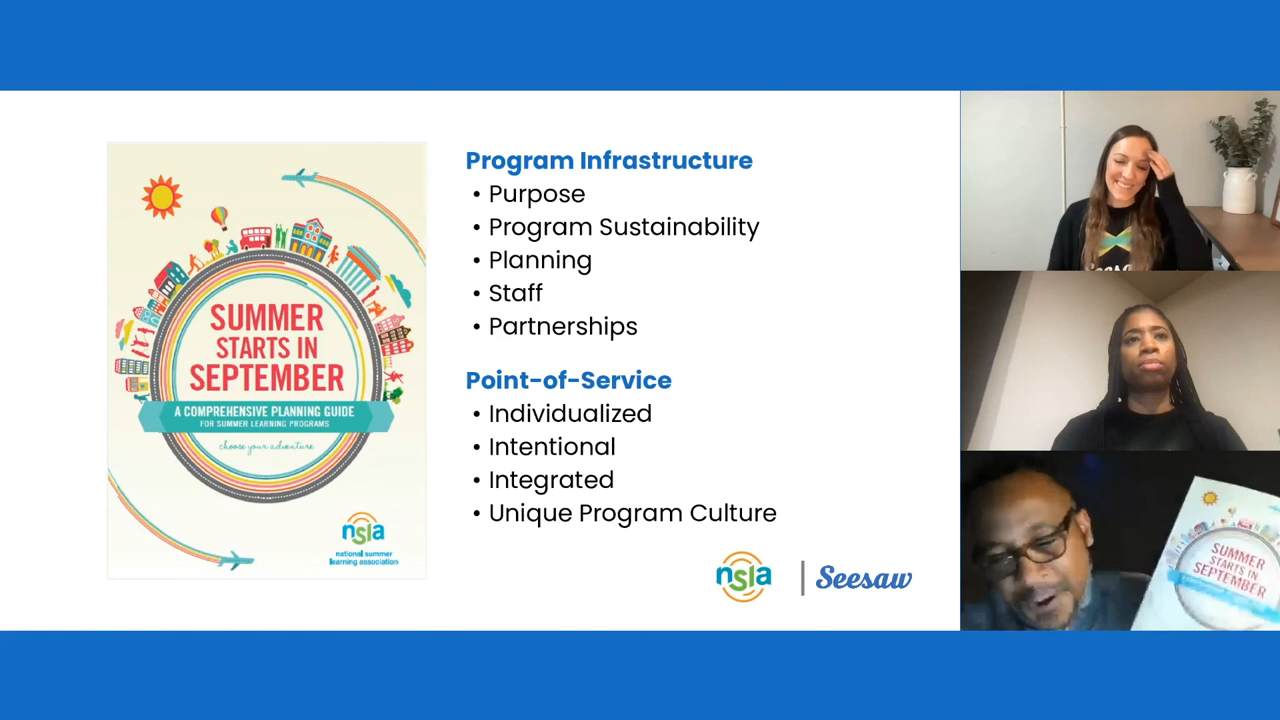 SUMMER
STARTS IN
SEPTEMBER
A COMPREHENSIVE PLANNING GUIDE
FOR SUMMER LEARNING PROGRAMS
choose your adventure
nsla
national summer
learning association
Program Infrastructure
• Purpose
• Program Sustainability
• Planning
• Staff
• Partnerships
Point-of-Service
• Individualized
• Intentional
• Integrated
• Unique Program Culture
nsla | Seesaw
SUMMER
STARTS IN
SEPTEMBER